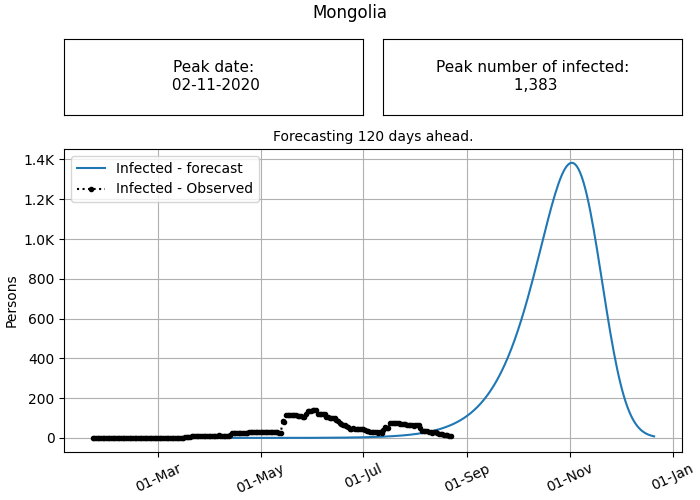 Mongolia
Peak date:
02-11-2020
Peak number of infected:
1,383
Forecasting 120 days ahead.
Infected - forecast
Infected - Observed
1.4K
1.2K
1.0K
800
600
400
200
0
Persons
01-Mar
01-May
01-Jul
01-Sep
01-Nov
01-Jan